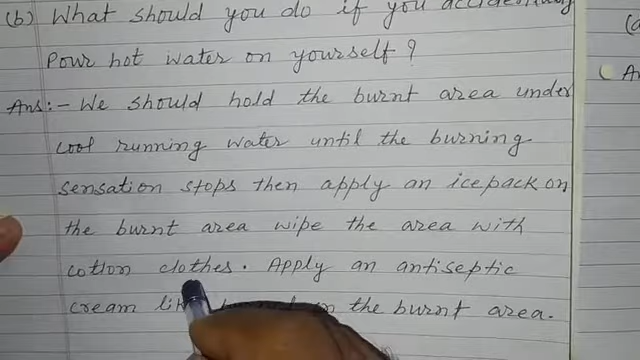 (b) What should you do if you accidentally
Pour hot water on yourself ?
Ans:- We should hold the burnt area under
cool running water until the burning
sensation stops then apply an icepack on
the burnt area wipe the area with
cotton clothes. Apply an antiseptic
cream the burnt area.
(a
An